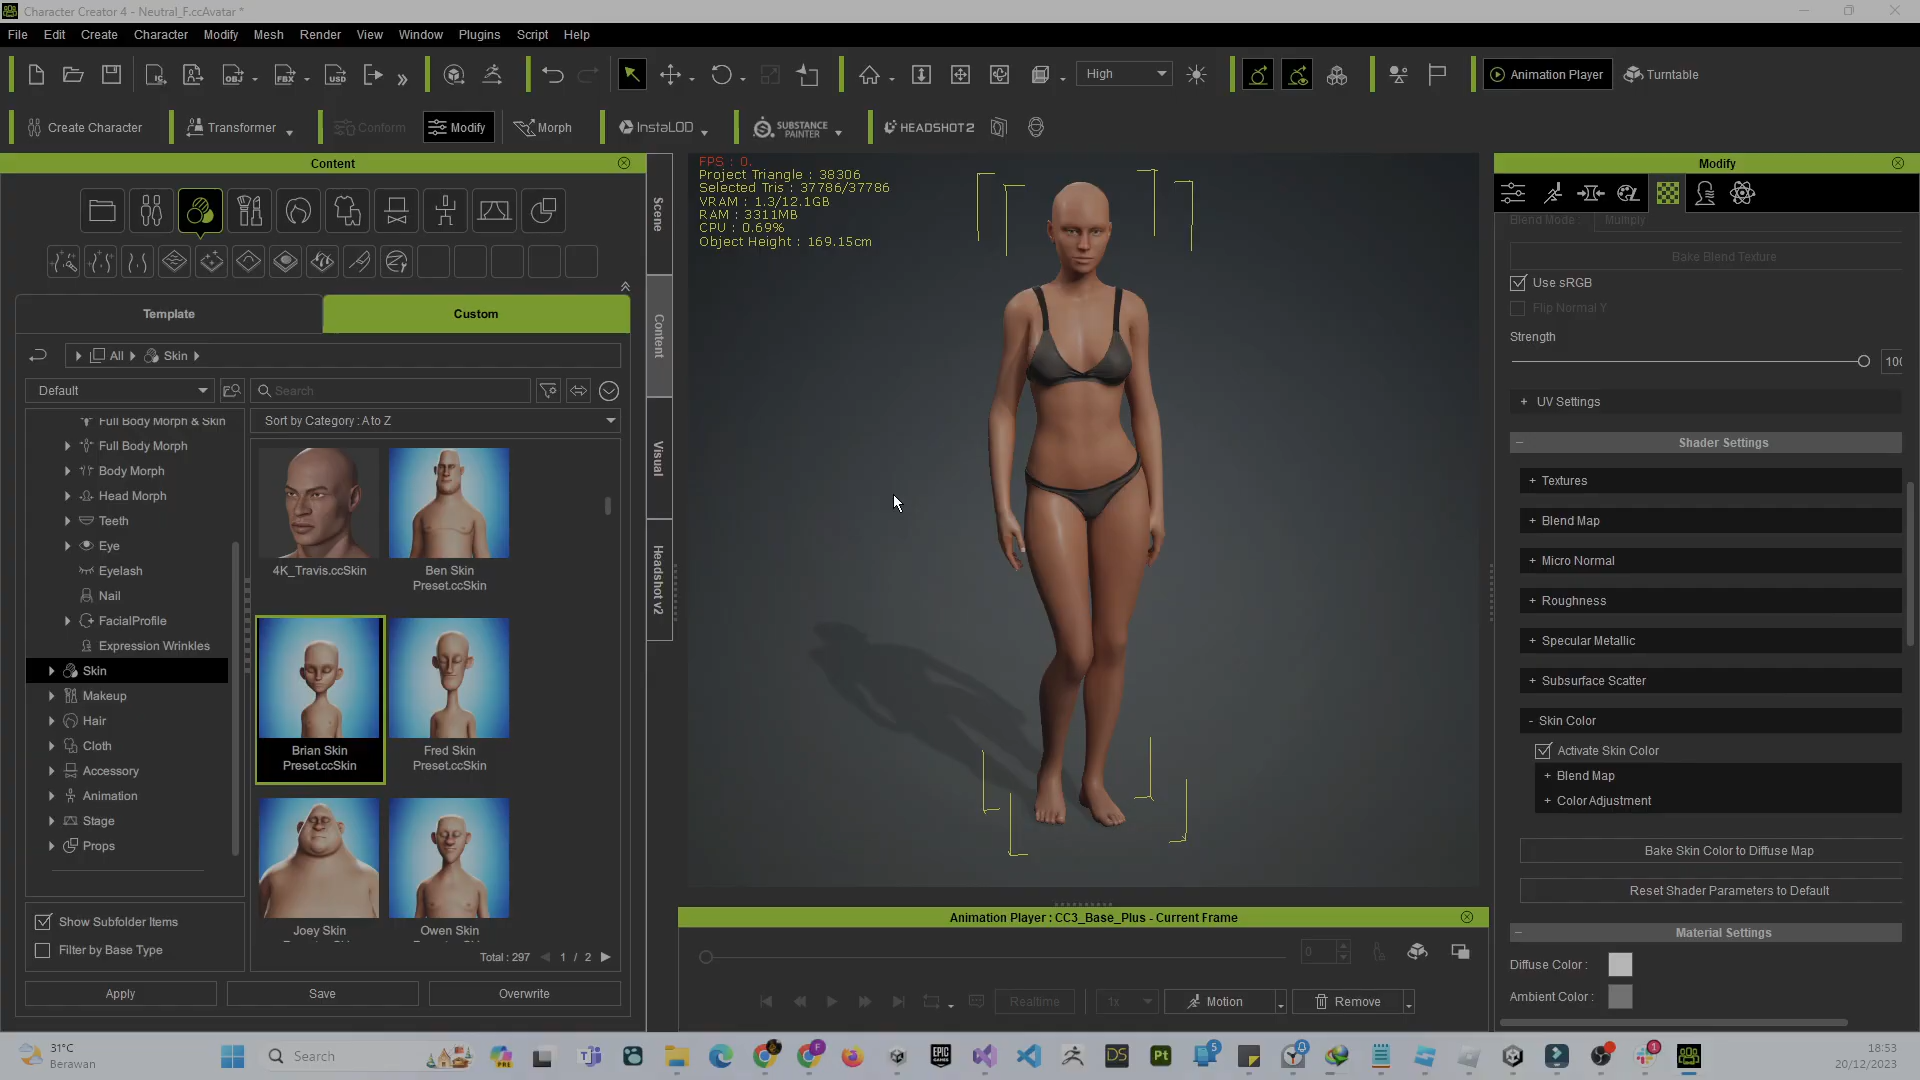 Character Creator 4 - Neutral_F.ccAvatar *
File Edit Create Character Modify Mesh Render View Window Plugins Script Help
High
Animation Player
Turntable
Create Character
Transformer
Conform
Modify
Morph
InstaLOD
SUBSTANCE PAINTER
HEADSHOT 2
Content
Template
Custom
All
Skin
Default
Search
Sort by Category : A to Z
Full Body Morph & Skin
Full Body Morph
Body Morph
Head Morph
Teeth
Eye
Eyelash
Nail
FacialProfile
Expression Wrinkles
Skin
Makeup
Hair
Cloth
Accessory
Animation
Stage
Props
Show Subfolder Items
Filter by Base Type
4K_Travis.ccSkin
Ben Skin
Preset.ccSkin
Brian Skin
Preset.ccSkin
Fred Skin
Preset.ccSkin
Joey Skin
Owen Skin
Total : 297
1 / 2
Apply
Save
Overwrite
Scene
Content
Visual
Headshot v2
FPS : 0.
Project Triangle : 38306
Selected Tris : 37786/37786
VRAM : 1.3/12.1GB
RAM : 3311MB
CPU : 0.69%
Object Height : 169.15cm
Animation Player : CC3_Base_Plus - Current Frame
0
Realtime
1x
Motion
Remove
Modify
Blend Mode :
Multiply
Bake Blend Texture
Use sRGB
Flip Normal Y
Strength
100
+ UV Settings
Shader Settings
+ Textures
+ Blend Map
+ Micro Normal
+ Roughness
+ Specular Metallic
+ Subsurface Scatter
- Skin Color
Activate Skin Color
+ Blend Map
+ Color Adjustment
Bake Skin Color to Diffuse Map
Reset Shader Parameters to Default
Material Settings
Diffuse Color :
Ambient Color :
31°C
Berawan
Search
18:53
20/12/2023